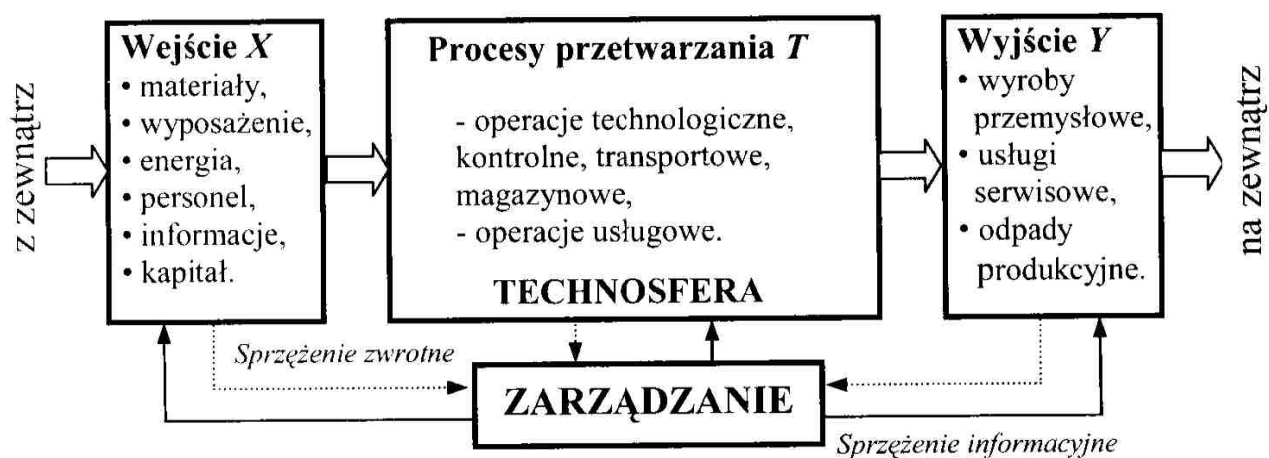 z zewnątrz
Wejście X
• materiały,
• wyposażenie,
• energia,
• personel,
• informacje,
• kapitał.
Procesy przetwarzania T
- operacje technologiczne,
kontrolne, transportowe,
magazynowe,
- operacje usługowe.
TECHNOSFERA
Wyjście Y
• wyroby
przemysłowe,
• usługi
serwisowe,
• odpady
produkcyjne.
na zewnątrz
Sprzężenie zwrotne
ZARZĄDZANIE
Sprzężenie informacyjne